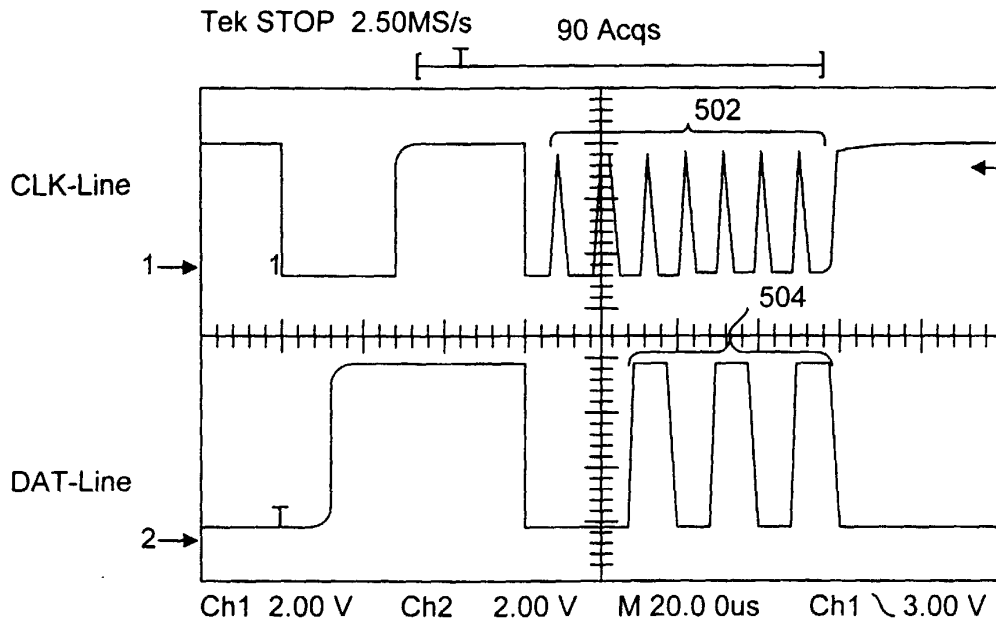 Tek STOP 2.50MS/s
90 Acqs
T
502
CLK-Line
1
1
504
DAT-Line
T
2
Ch1 2.00 V Ch2 2.00 V M 20.0 0us Ch1 \ 3.00 V